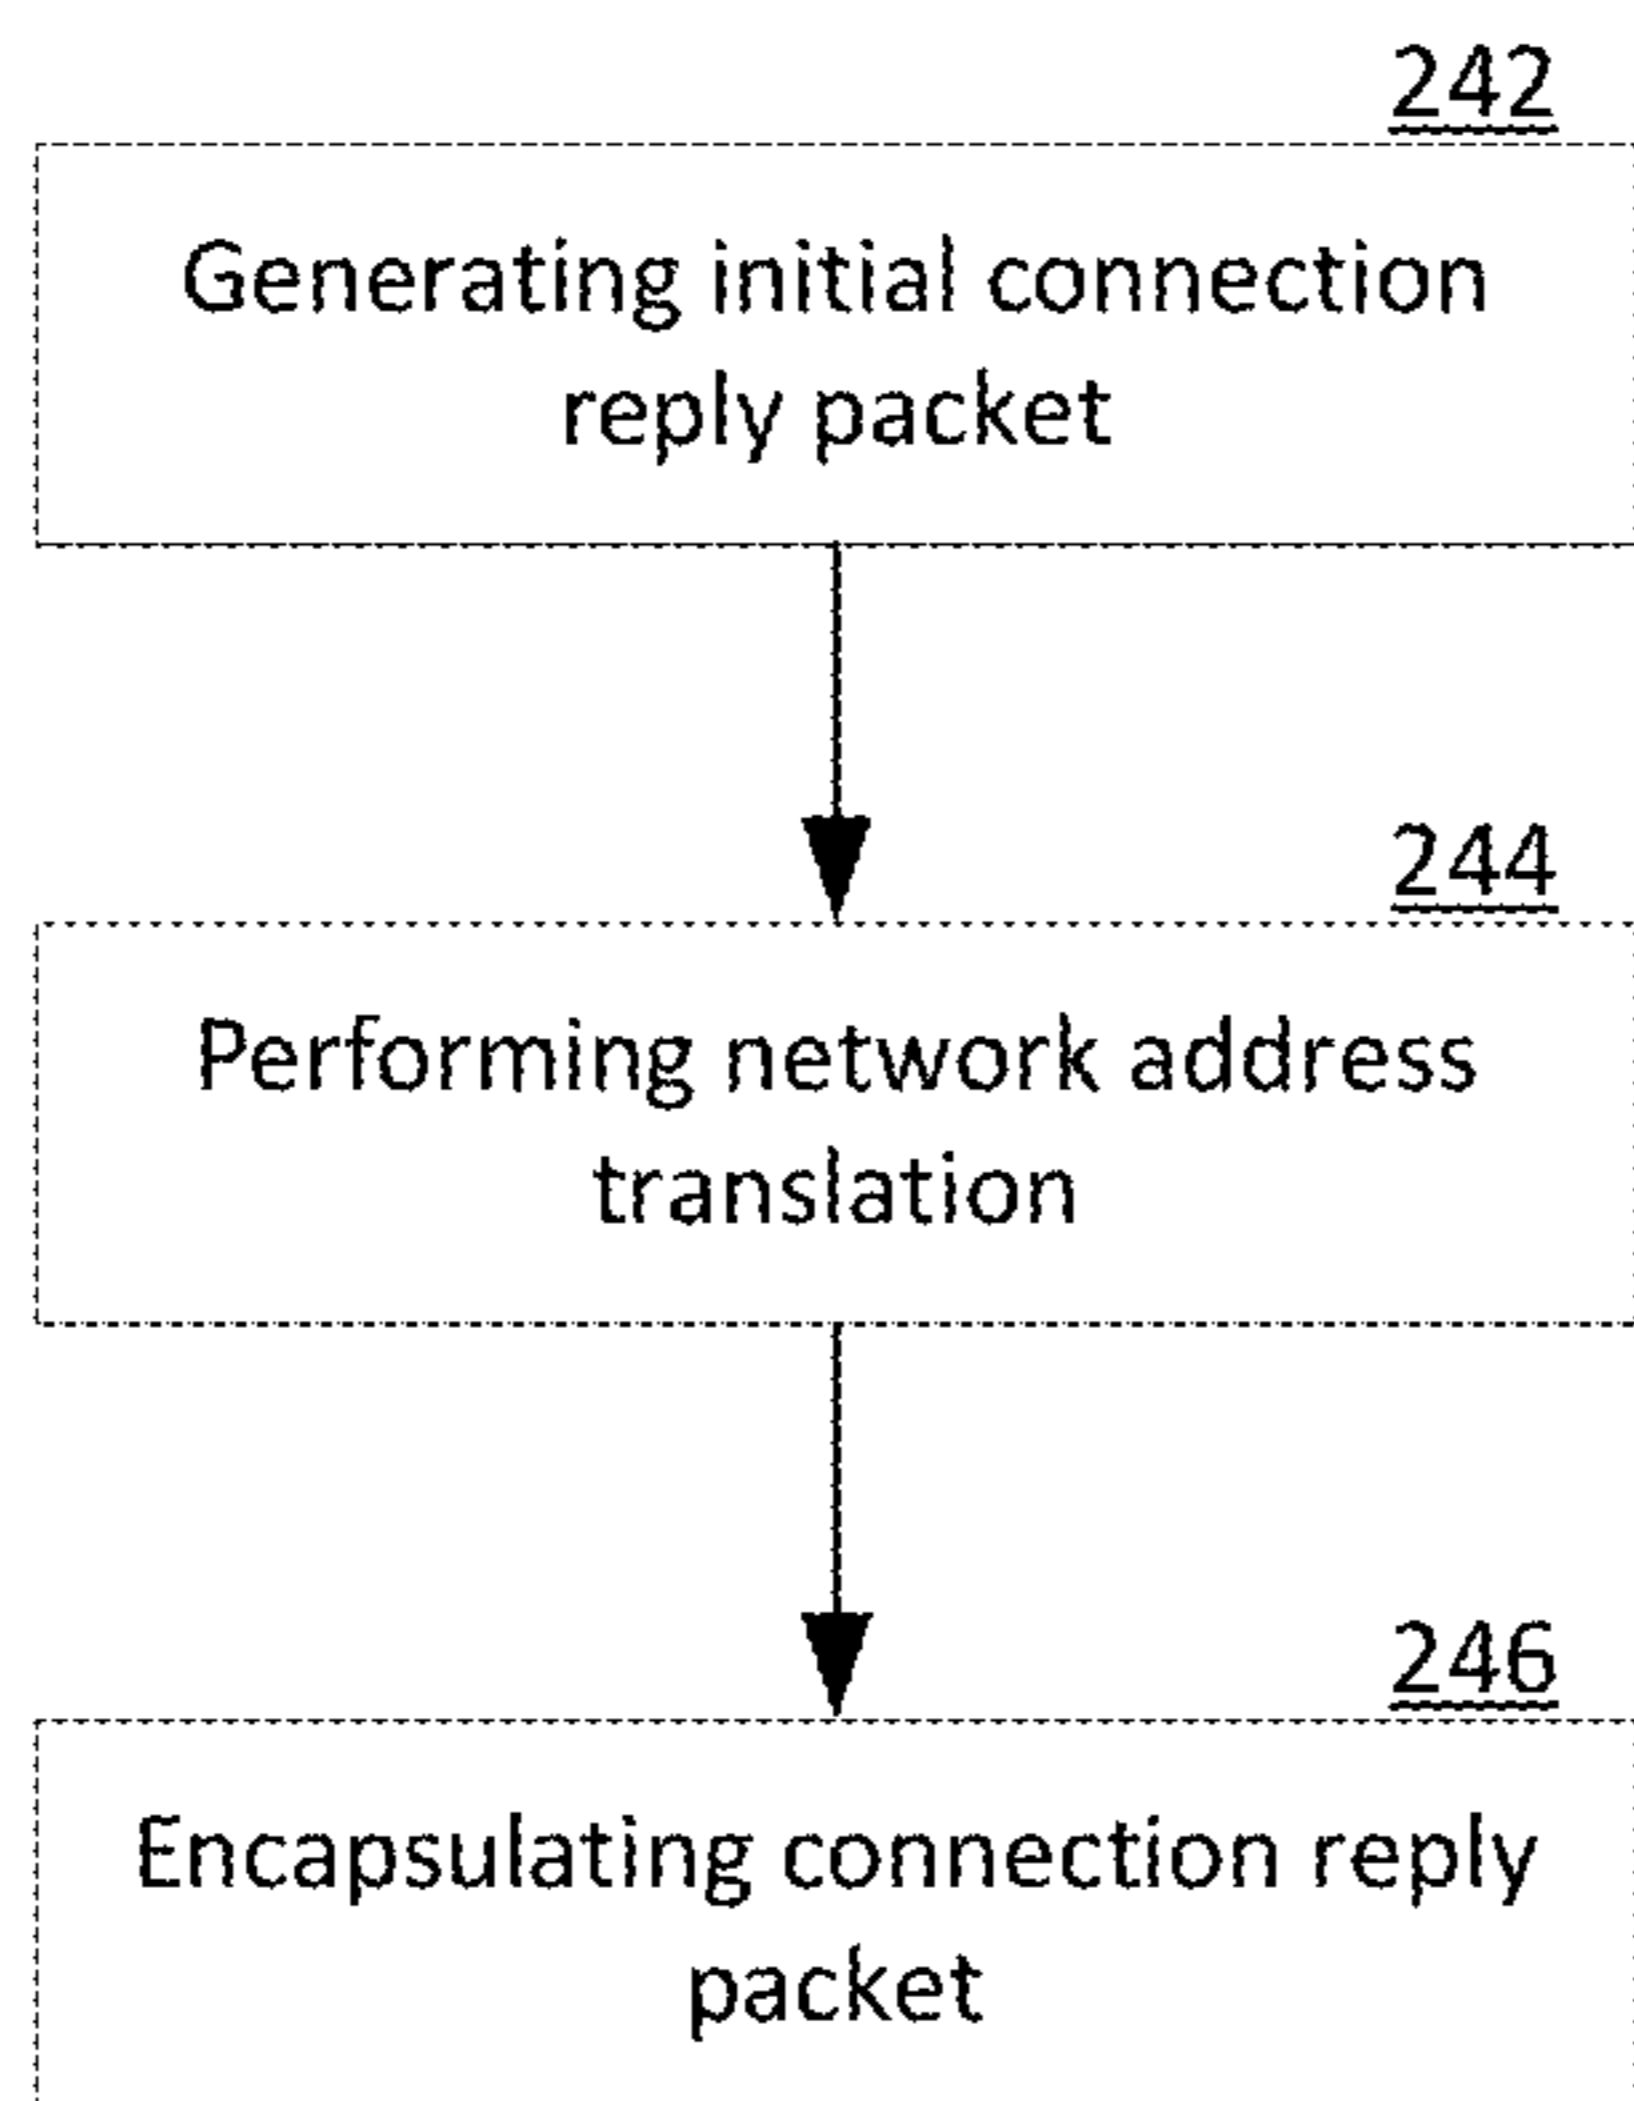 242
Generating initial connection
reply packet
244
Performing network address
translation
246
Encapsulating connection reply
packet